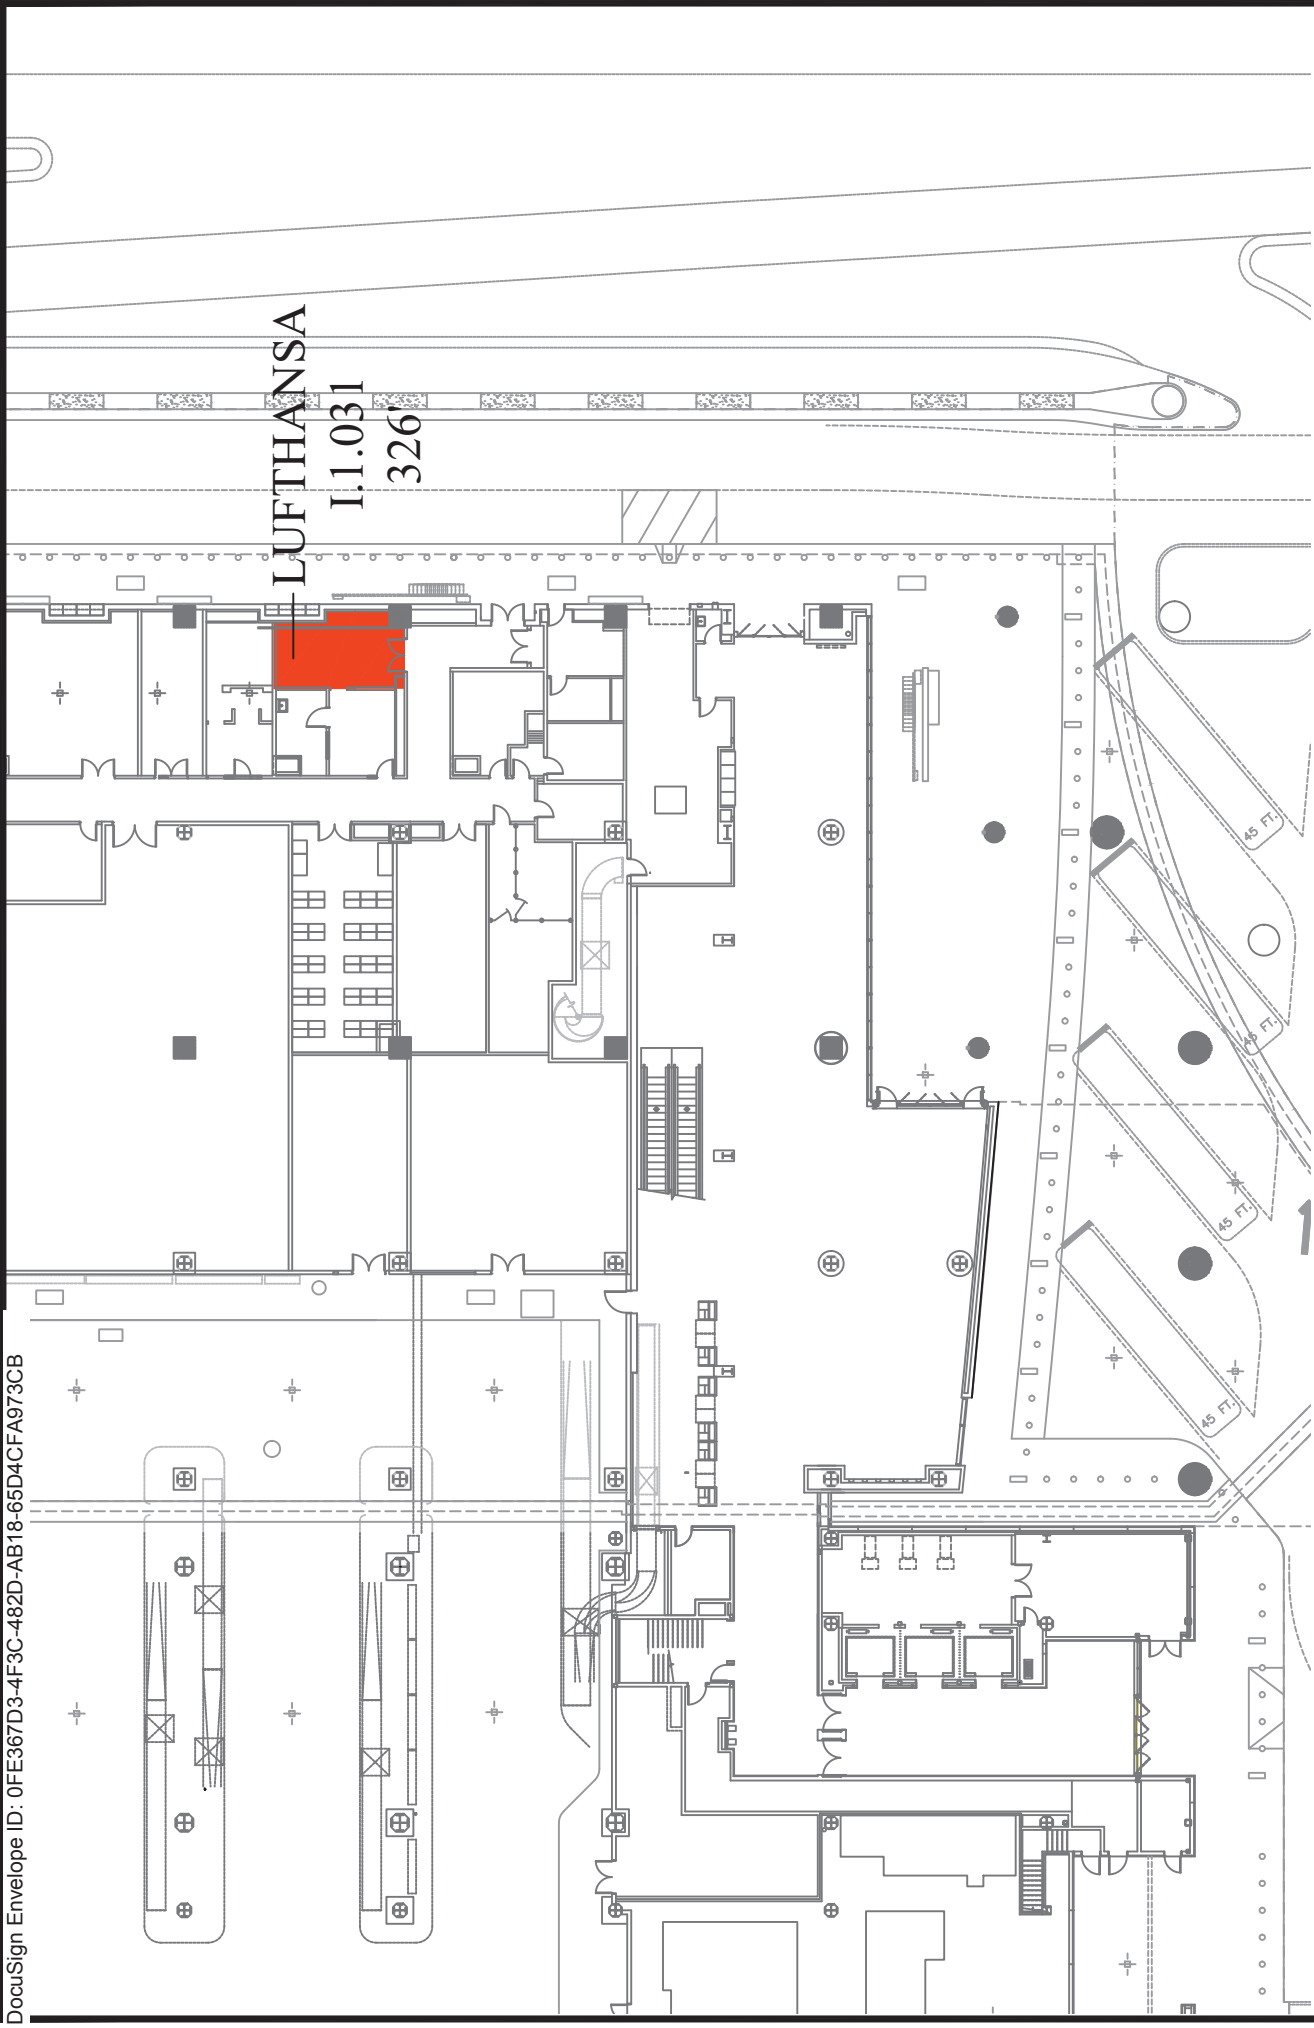 DocuSign Envelope ID: 0FE367D3-4F3C-482D-AB18-65D4CFA973CB
LUFTHANSA
I.1.031
326'
45 FT.
45 FT.
45 FT.
45 FT.